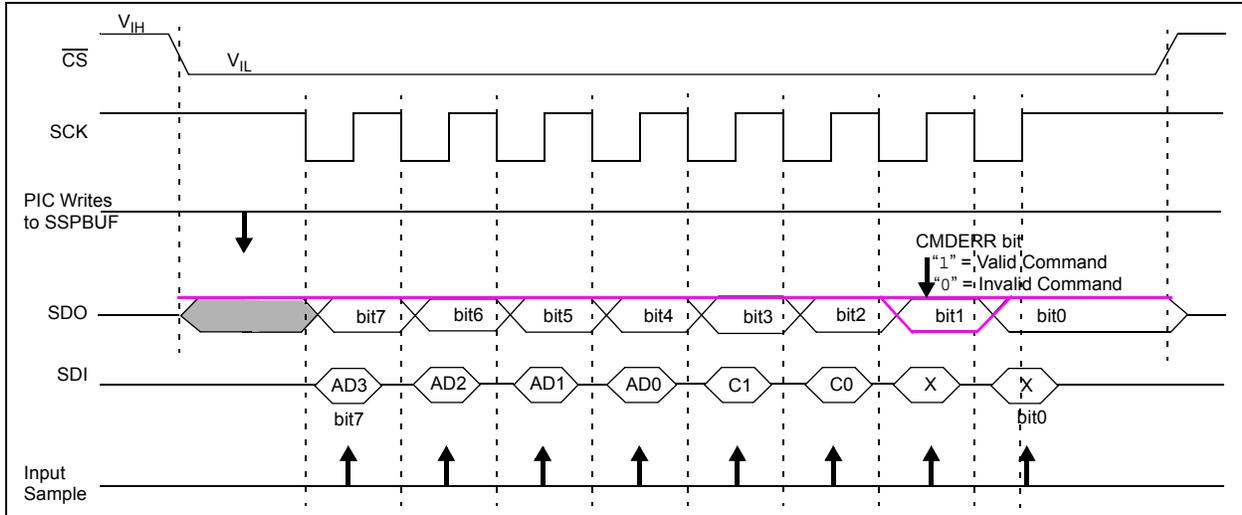 VIH
CS
VIL
SCK
PIC Writes
to SSPBUF
CMDERR bit
“1” = Valid Command
“0” = Invalid Command
SDO
bit7 bit6 bit5 bit4 bit3 bit2 bit1 bit0
SDI
AD3 AD2 AD1 AD0 C1 C0 X X
bit7 bit0
Input
Sample